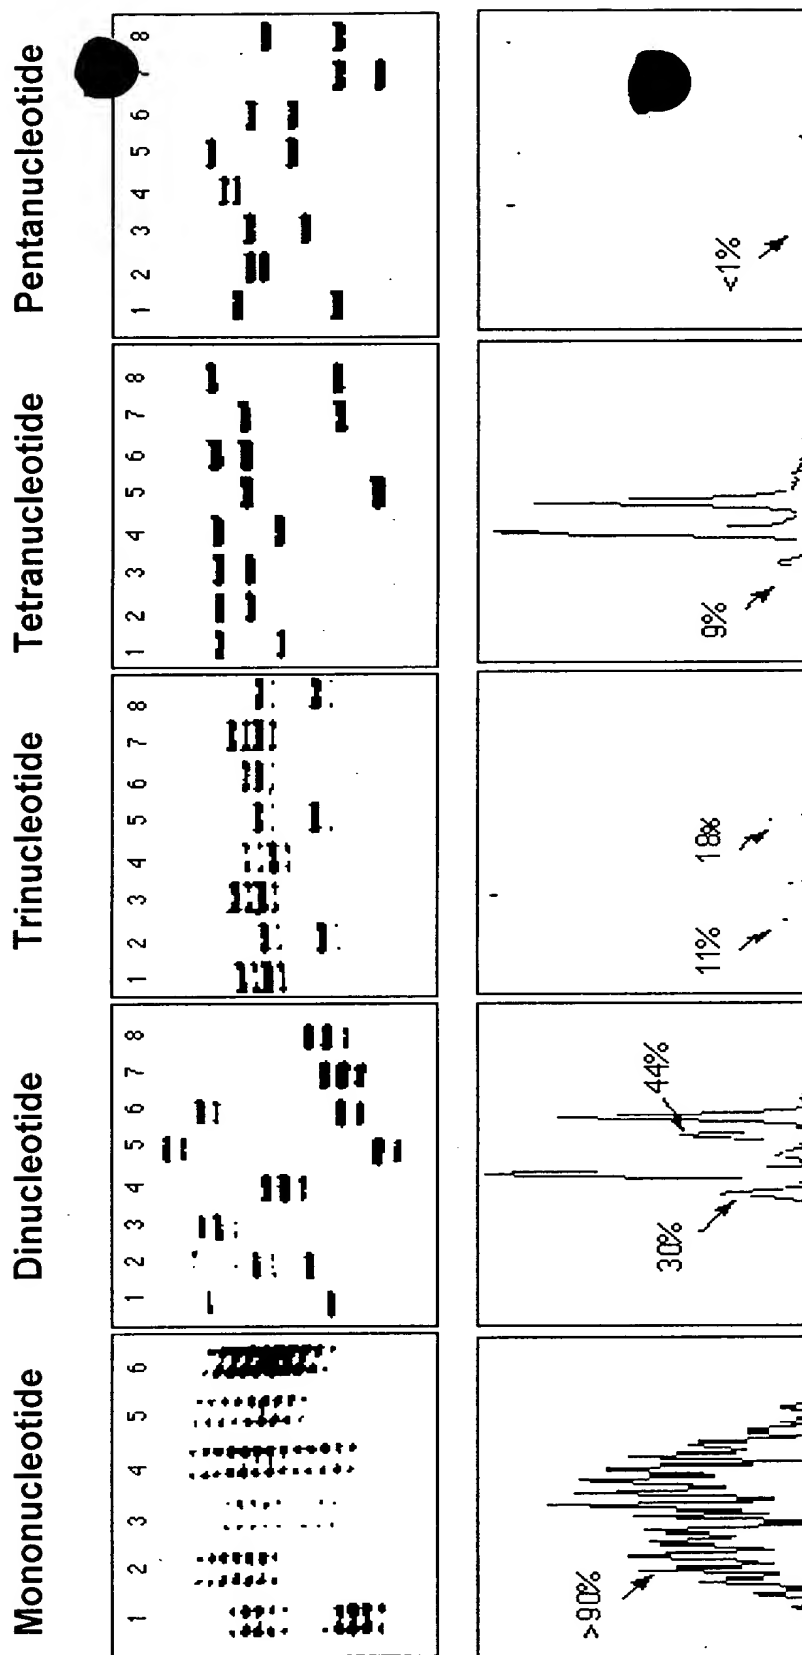 Mononucleotide Dinucleotide Trinucleotide Tetranucleotide Pentanucleotide
1 2 3 4 5 6 1 2 3 4 5 6 7 8 1 2 3 4 5 6 7 8 1 2 3 4 5 6 7 8 1 2 3 4 5 6 8
44%
>90% 30% 11% 18% 9% <1%